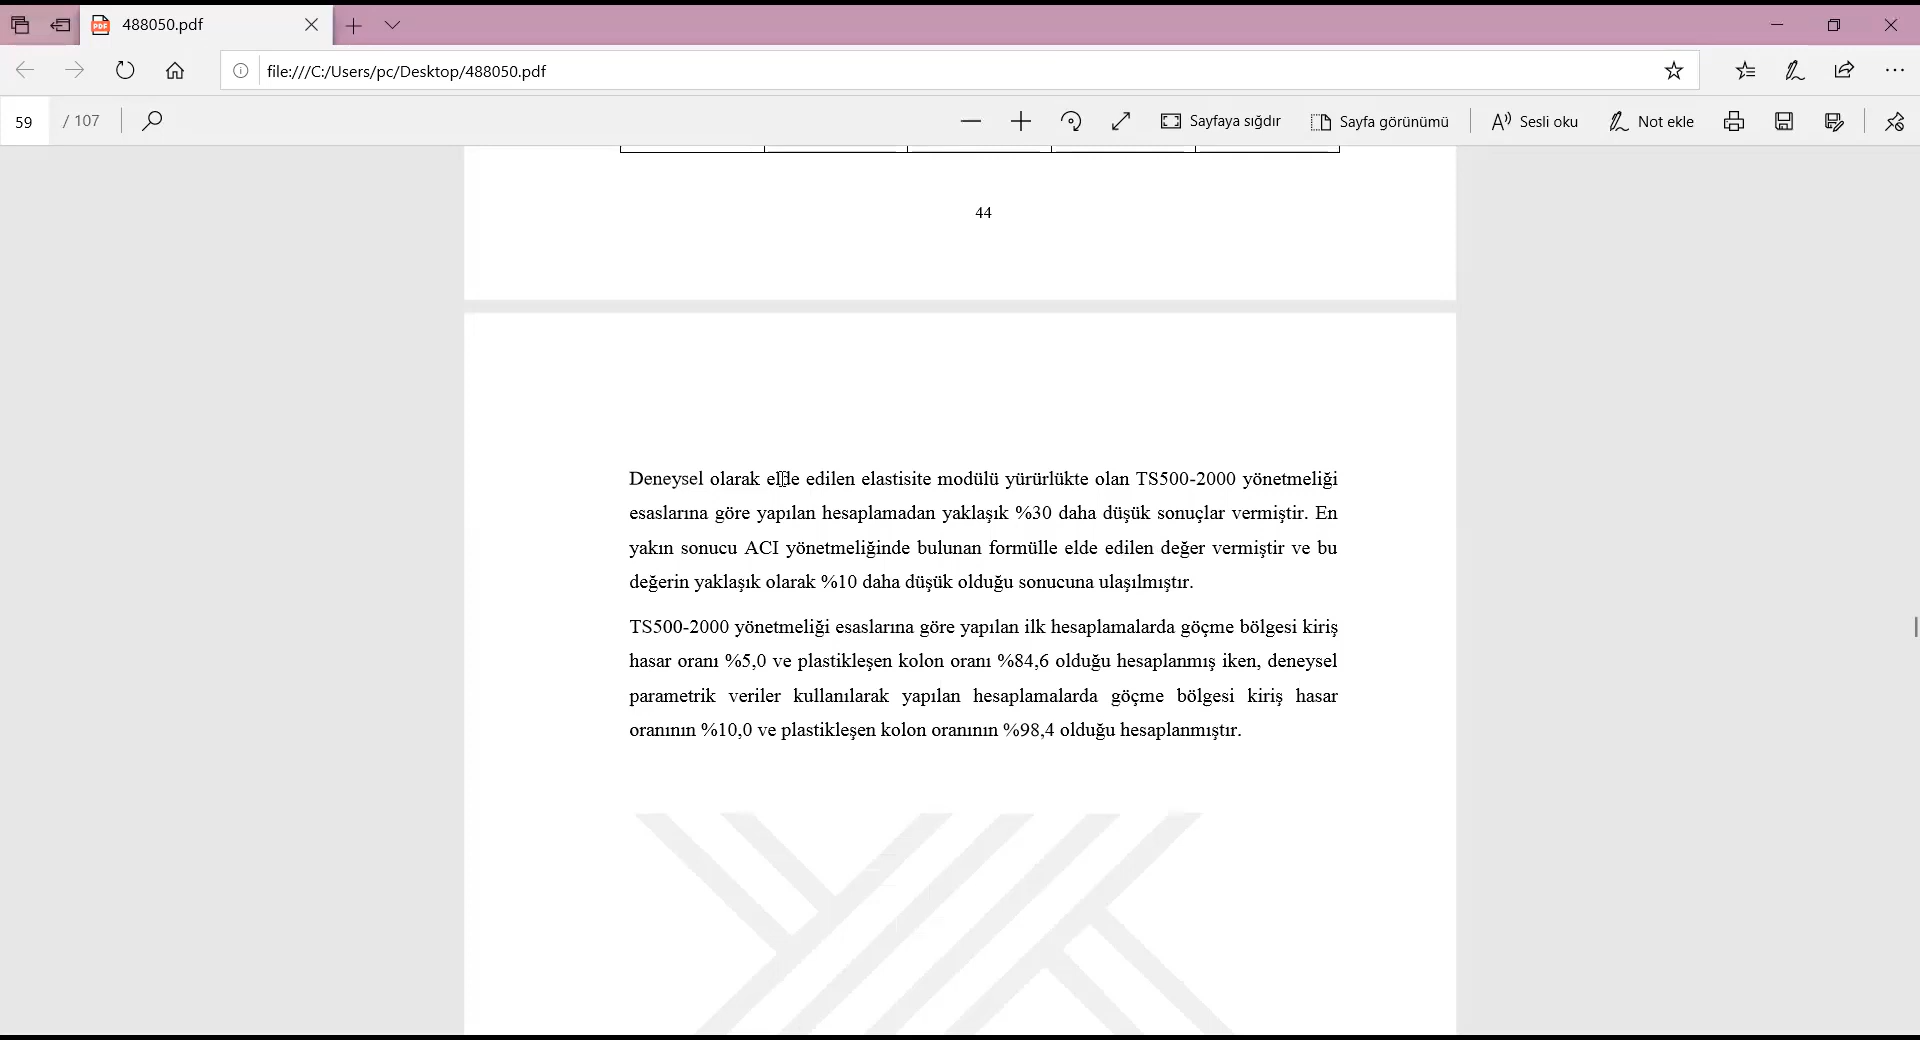 488050.pdf
file:///C:/Users/pc/Desktop/488050.pdf
59 / 107 Sayfaya sığdır Sayfa görünümü Sesli oku Not ekle
44
Deneysel olarak elde edilen elastisite modülü yürürlükte olan TS500-2000 yönetmeliği
esaslarına göre yapılan hesaplamadan yaklaşık %30 daha düşük sonuçlar vermiştir. En
yakın sonucu ACI yönetmeliğinde bulunan formülle elde edilen değer vermiştir ve bu
değerin yaklaşık olarak %10 daha düşük olduğu sonucuna ulaşılmıştır.
TS500-2000 yönetmeliği esaslarına göre yapılan ilk hesaplamalarda göçme bölgesi kiriş
hasar oranı %5,0 ve plastikleşen kolon oranı %84,6 olduğu hesaplanmış iken, deneysel
parametrik veriler kullanılarak yapılan hesaplamalarda göçme bölgesi kiriş hasar
oranının %10,0 ve plastikleşen kolon oranının %98,4 olduğu hesaplanmıştır.